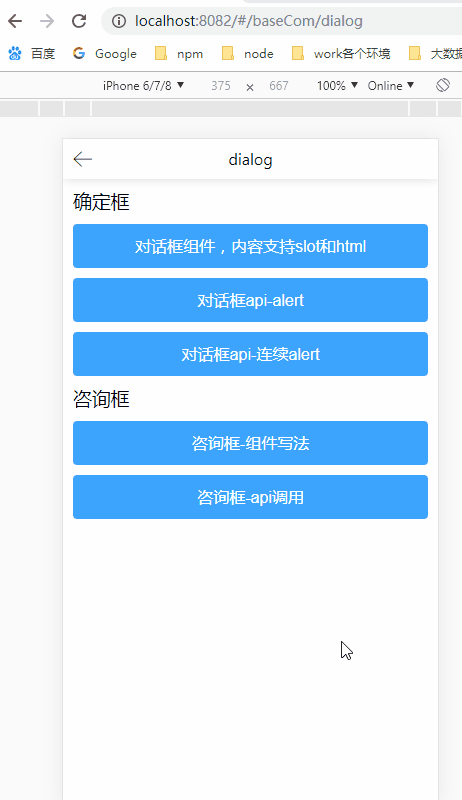 localhost:8082/#/baseCom/dialog
百度 Google npm node work各个环境 大数据
iPhone 6/7/8 ▼ 375 × 667 100% ▼ Online ▼
dialog
确定框
对话框组件，内容支持slot和html
对话框api-alert
对话框api-连续alert
咨询框
咨询框-组件写法
咨询框-api调用